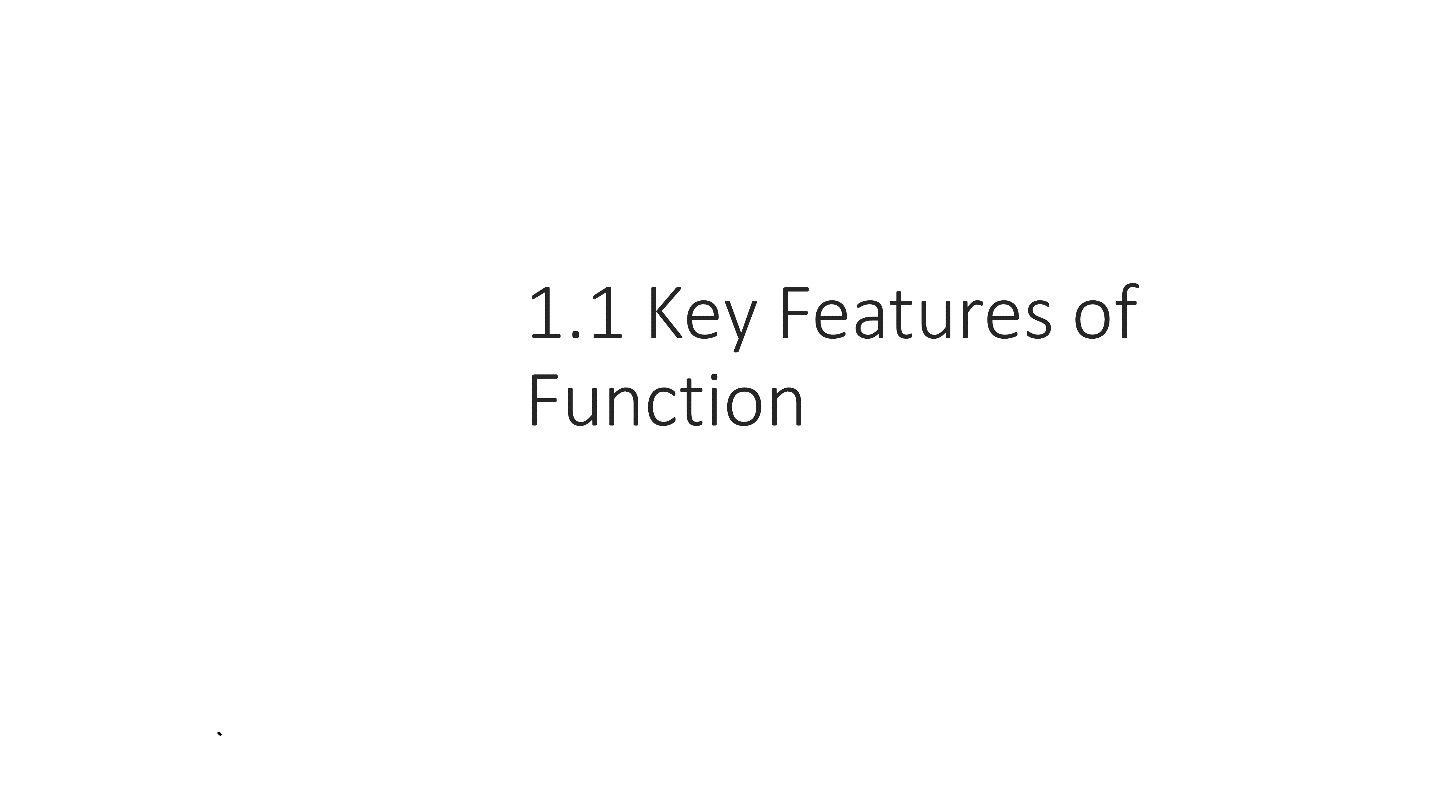 1.1 Key Features of
Function